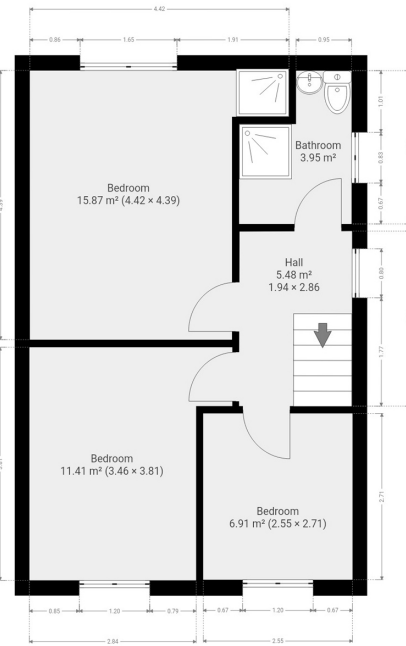 4.42
0.86
1.65
1.91
0.95
1.01
Bathroom
3.95 m²
0.83
Bedroom
15.87 m² (4.42 × 4.39)
0.67
Hall
5.48 m²
1.94 × 2.86
0.80
1.77
Bedroom
11.41 m² (3.46 × 3.81)
2.71
Bedroom
6.91 m² (2.55 × 2.71)
0.85
1.20
0.79
0.67
1.20
0.67
2.84
2.55